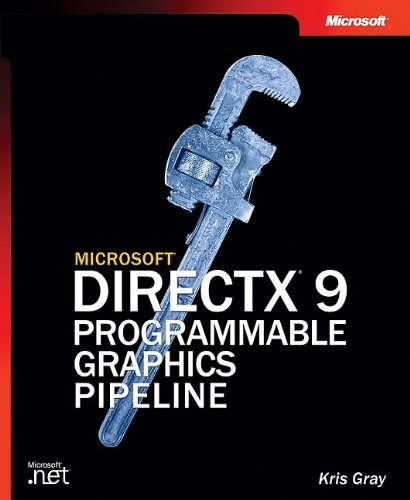 Microsoft®
MICROSOFT®
DIRECTX® 9
PROGRAMMABLE
GRAPHICS
PIPELINE
Microsoft®
.net
Kris Gray